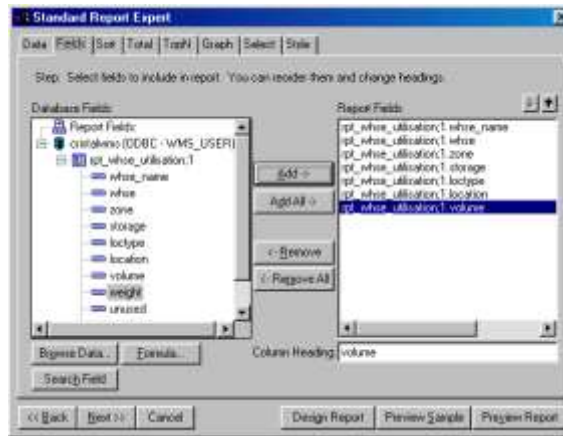 Standard Report Expert
Data Fields Sort Total TopN Graph Select Style
Step: Select fields to include in report. You can reorder them and change headings.
Database Fields: Report Fields:
Report Fields
cristalwms (ODBC - WMS_USER)
rpt_whse_utilisation;1
whse_name
whse
zone
storage
loctype
location
volume
weight
unused
Add ->
Add All ->
<- Remove
<- Remove All
rpt_whse_utilisation;1.whse_name
rpt_whse_utilisation;1.whse
rpt_whse_utilisation;1.zone
rpt_whse_utilisation;1.storage
rpt_whse_utilisation;1.loctype
rpt_whse_utilisation;1.location
rpt_whse_utilisation;1.volume
Browse Data... Formula... Column Heading: volume
Search Field
<< Back Next >> Cancel Design Report Preview Sample Preview Report